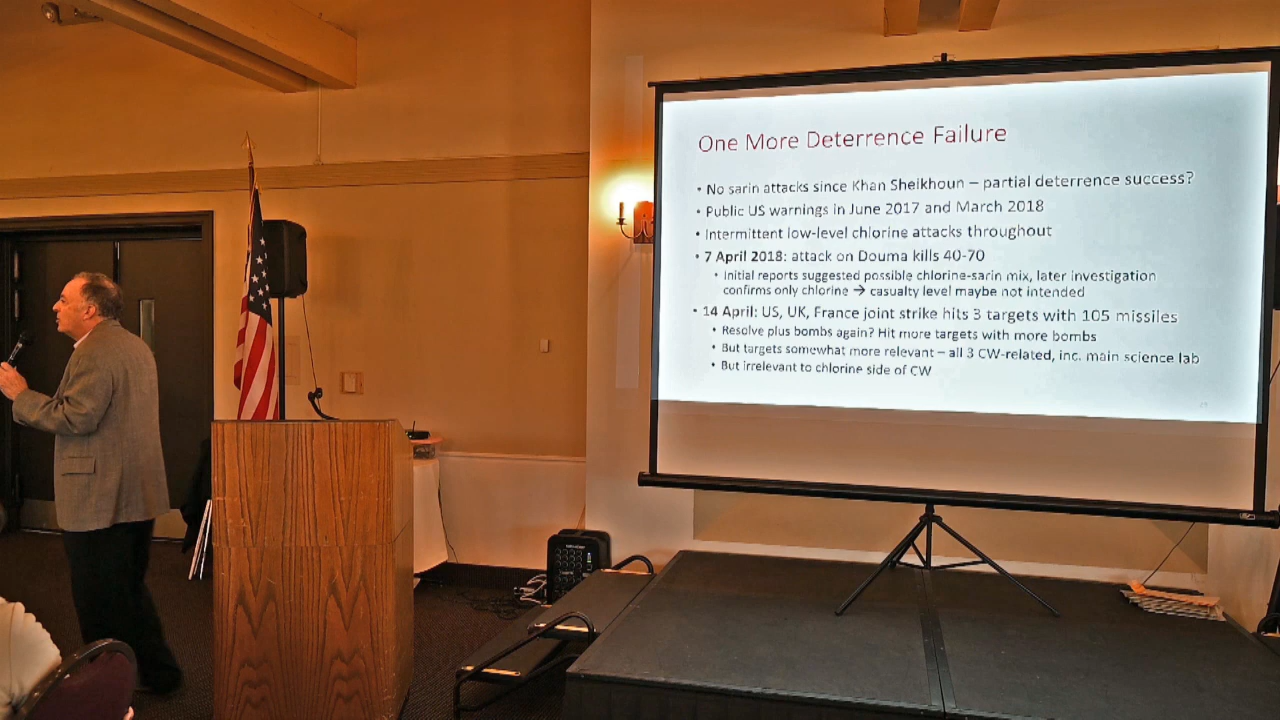 One More Deterrence Failure
• No sarin attacks since Khan Sheikhoun – partial deterrence success?
• Public US warnings in June 2017 and March 2018
• Intermittent low-level chlorine attacks throughout
• 7 April 2018: attack on Douma kills 40-70
• Initial reports suggested possible chlorine-sarin mix, later investigation
confirms only chlorine → casualty level maybe not intended
• 14 April: US, UK, France joint strike hits 3 targets with 105 missiles
• Resolve plus bombs again? Hit more targets with more bombs
• But targets somewhat more relevant – all 3 CW-related, inc. main science lab
• But irrelevant to chlorine side of CW